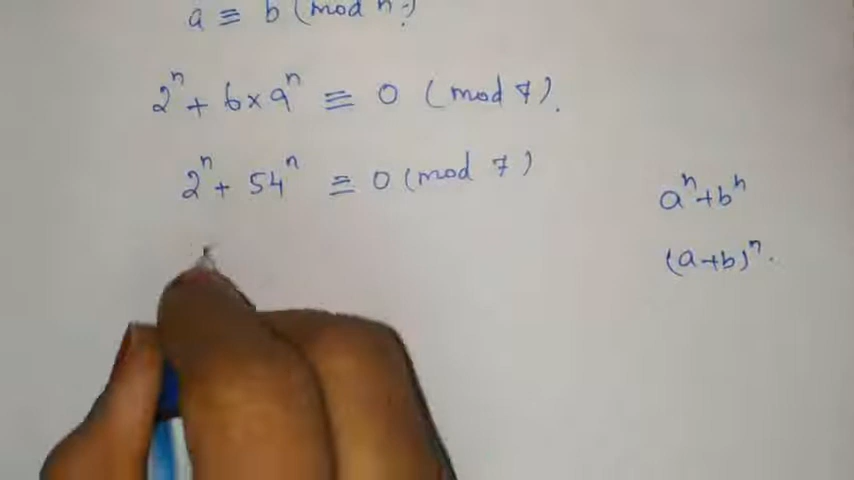 a ≡ b (mod n.)
2ⁿ + 6×9ⁿ ≡ 0 (mod 7).
2ⁿ + 54ⁿ ≡ 0 (mod 7)
aⁿ+bⁿ
(a+b)ⁿ.